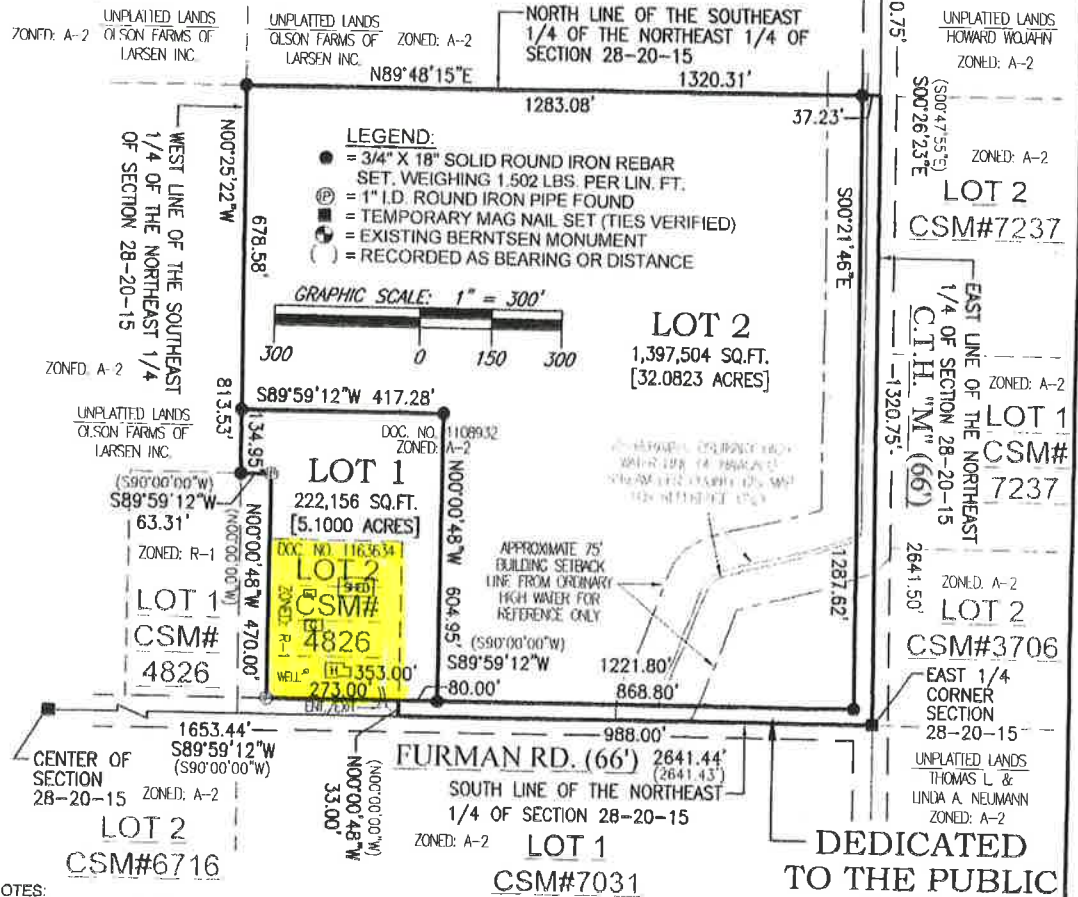 UNPLATTED LANDS
OLSON FARMS OF
LARSEN INC.
ZONED: A-2
UNPLATTED LANDS
OLSON FARMS OF
LARSEN INC.
ZONED: A-2
NORTH LINE OF THE SOUTHEAST
1/4 OF THE NORTHEAST 1/4 OF
SECTION 28-20-15
0.75'
UNPLATTED LANDS
HOWARD WOJAHN
ZONED: A-2
N89°48'15"E
1320.31'
1283.08'
37.23'
(S00°47'55"E)
S00°26'23"E
ZONED: A-2
LOT 2
CSM#7237
WEST LINE OF THE SOUTHEAST
1/4 OF THE NORTHEAST 1/4
OF SECTION 28-20-15
N00°25'22"W
678.58'
813.53'
LEGEND:
= 3/4" X 18" SOLID ROUND IRON REBAR
SET, WEIGHING 1.502 LBS. PER LIN. FT.
(IP) = 1" I.D. ROUND IRON PIPE FOUND
= TEMPORARY MAG NAIL SET (TIES VERIFIED)
= EXISTING BERNTSEN MONUMENT
( ) = RECORDED AS BEARING OR DISTANCE
GRAPHIC SCALE: 1" = 300'
300 0 150 300
LOT 2
1,397,504 SQ.FT.
[32.0823 ACRES]
S00°21'46"E
1287.62'
EAST LINE OF THE NORTHEAST
1/4 OF SECTION 28-20-15
C.T.H. "M" (66')
1320.75'
2641.50'
ZONED: A-2
LOT 1
CSM#
7237
ZONED: A-2
UNPLATTED LANDS
OLSON FARMS OF
LARSEN INC.
S89°59'12"W 417.28'
134.95'
DOC. NO. 1108932
ZONED: A-2
LOT 1
222,156 SQ.FT.
[5.1000 ACRES]
(S90°00'00"W)
S89°59'12"W
63.31'
(N00°00'00"W)
N00°00'48"W 470.00'
ZONED: R-1
LOT 1
CSM#
4826
DOC. NO. 1163634
LOT 2
SHED
CSM#
4826
ZONED: R-1
WELL
H
353.00'
273.00'
ENT/EXIT
N00°00'48"W 604.95'
(S90°00'00"W)
S89°59'12"W
80.00'
APPROXIMATE 75'
BUILDING SETBACK
LINE FROM ORDINARY
HIGH WATER FOR
REFERENCE ONLY
1221.80'
868.80'
988.00'
ZONED: A-2
LOT 2
CSM#3706
EAST 1/4
CORNER
SECTION
28-20-15
1653.44'
S89°59'12"W
(S90°00'00"W)
CENTER OF
SECTION
28-20-15
ZONED: A-2
LOT 2
CSM#6716
(N00°00'00"W)
N00°00'48"W
33.00'
FURMAN RD. (66')
2641.44'
(2641.43')
SOUTH LINE OF THE NORTHEAST
1/4 OF SECTION 28-20-15
ZONED: A-2
LOT 1
CSM#7031
UNPLATTED LANDS
THOMAS L. &
LINDA A. NEUMANN
ZONED: A-2
DEDICATED
TO THE PUBLIC
OTES: